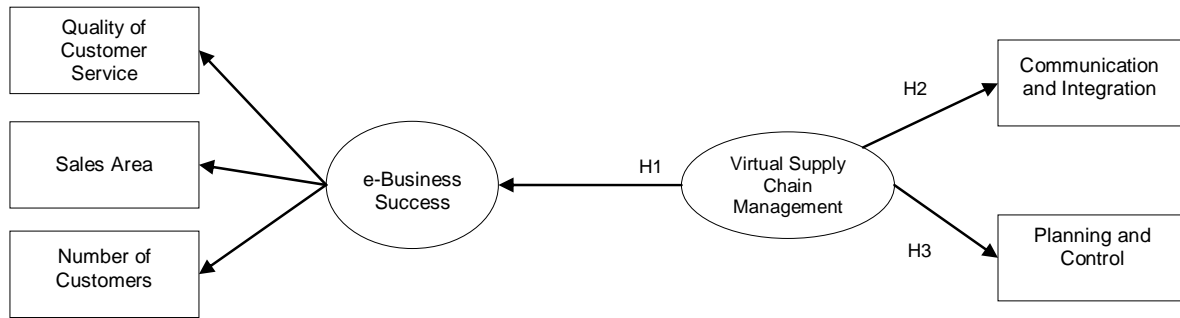 Quality of
Customer
Service
Sales Area
Number of
Customers
e-Business
Success
H1
Virtual Supply
Chain
Management
H2
H3
Communication
and Integration
Planning and
Control